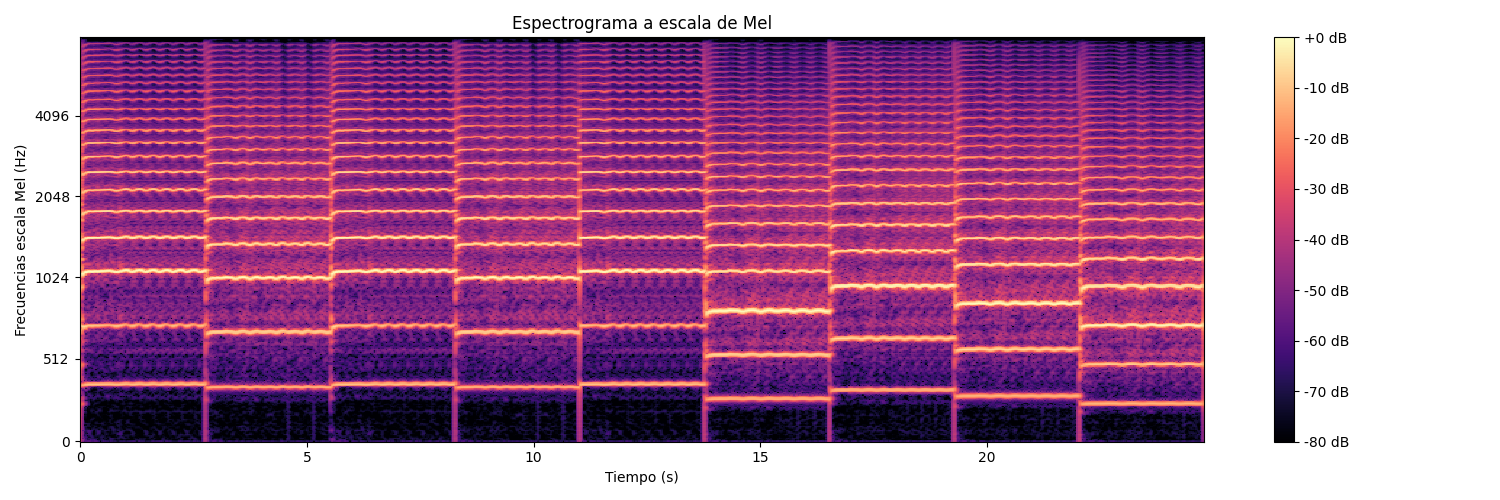 Espectrograma a escala de Mel
Frecuencias escala Mel (Hz)
4096
2048
1024
512
0
0
5
10
15
20
Tiempo (s)
+0 dB
-10 dB
-20 dB
-30 dB
-40 dB
-50 dB
-60 dB
-70 dB
-80 dB